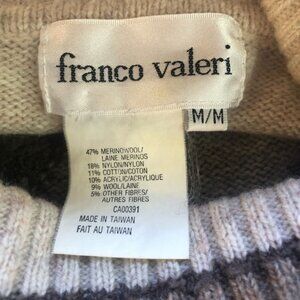 franco valeri
M/M
47% MERINOWOOL/
LAINE MERINOS
18% NYLON/NYLON
11% COTTON/COTON
10% ACRYLIC/ACRYLIQUE
9% WOOL/LAINE
5% OTHER FIBRES/
AUTRES FIBRES
CA00391
MADE IN TAIWAN
FAIT AU TAIWAN